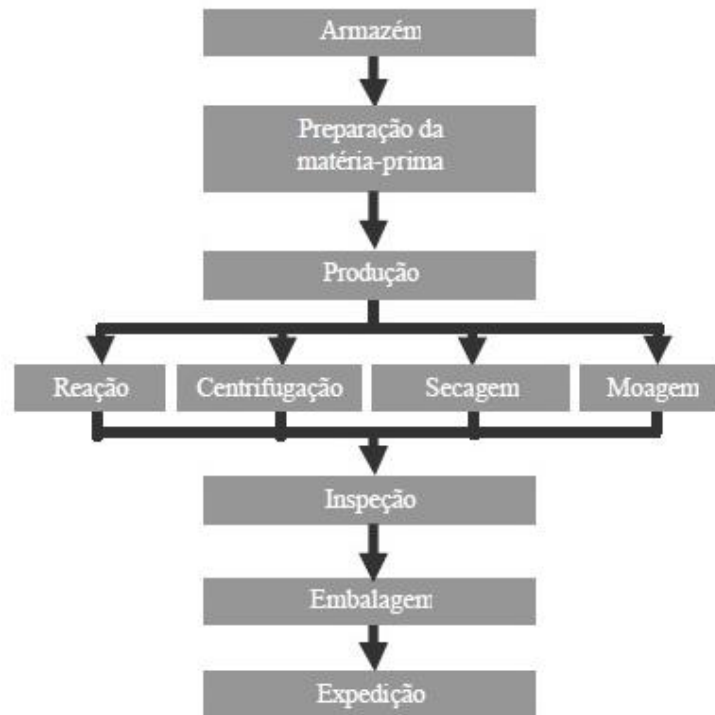 Armazém
Preparação da
matéria-prima
Produção
Reação
Centrifugação
Secagem
Moagem
Inspeção
Embalagem
Expedição